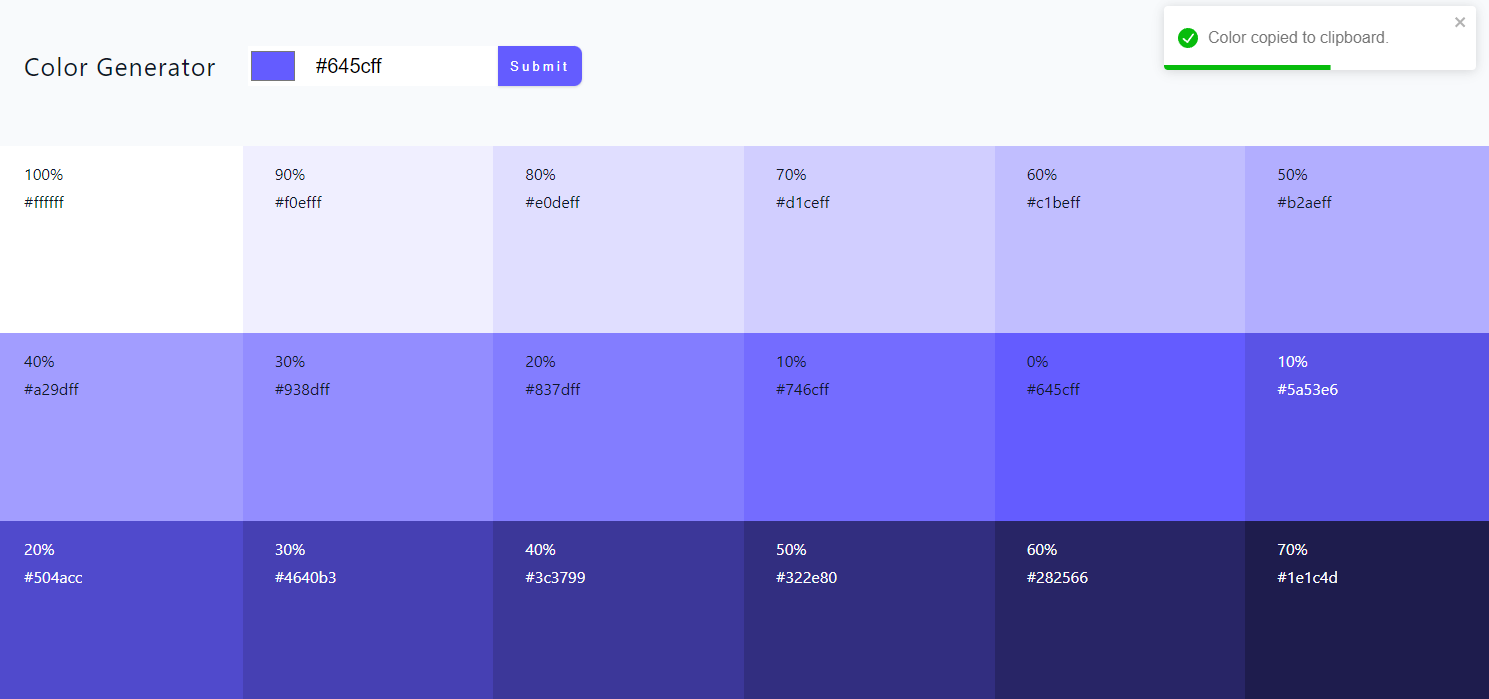 Color Generator
#645cff
Submit
Color copied to clipboard.
100%
#ffffff
90%
#f0efff
80%
#e0deff
70%
#d1ceff
60%
#c1beff
50%
#b2aeff
40%
#a29dff
30%
#938dff
20%
#837dff
10%
#746cff
0%
#645cff
10%
#5a53e6
20%
#504acc
30%
#4640b3
40%
#3c3799
50%
#322e80
60%
#282566
70%
#1e1c4d